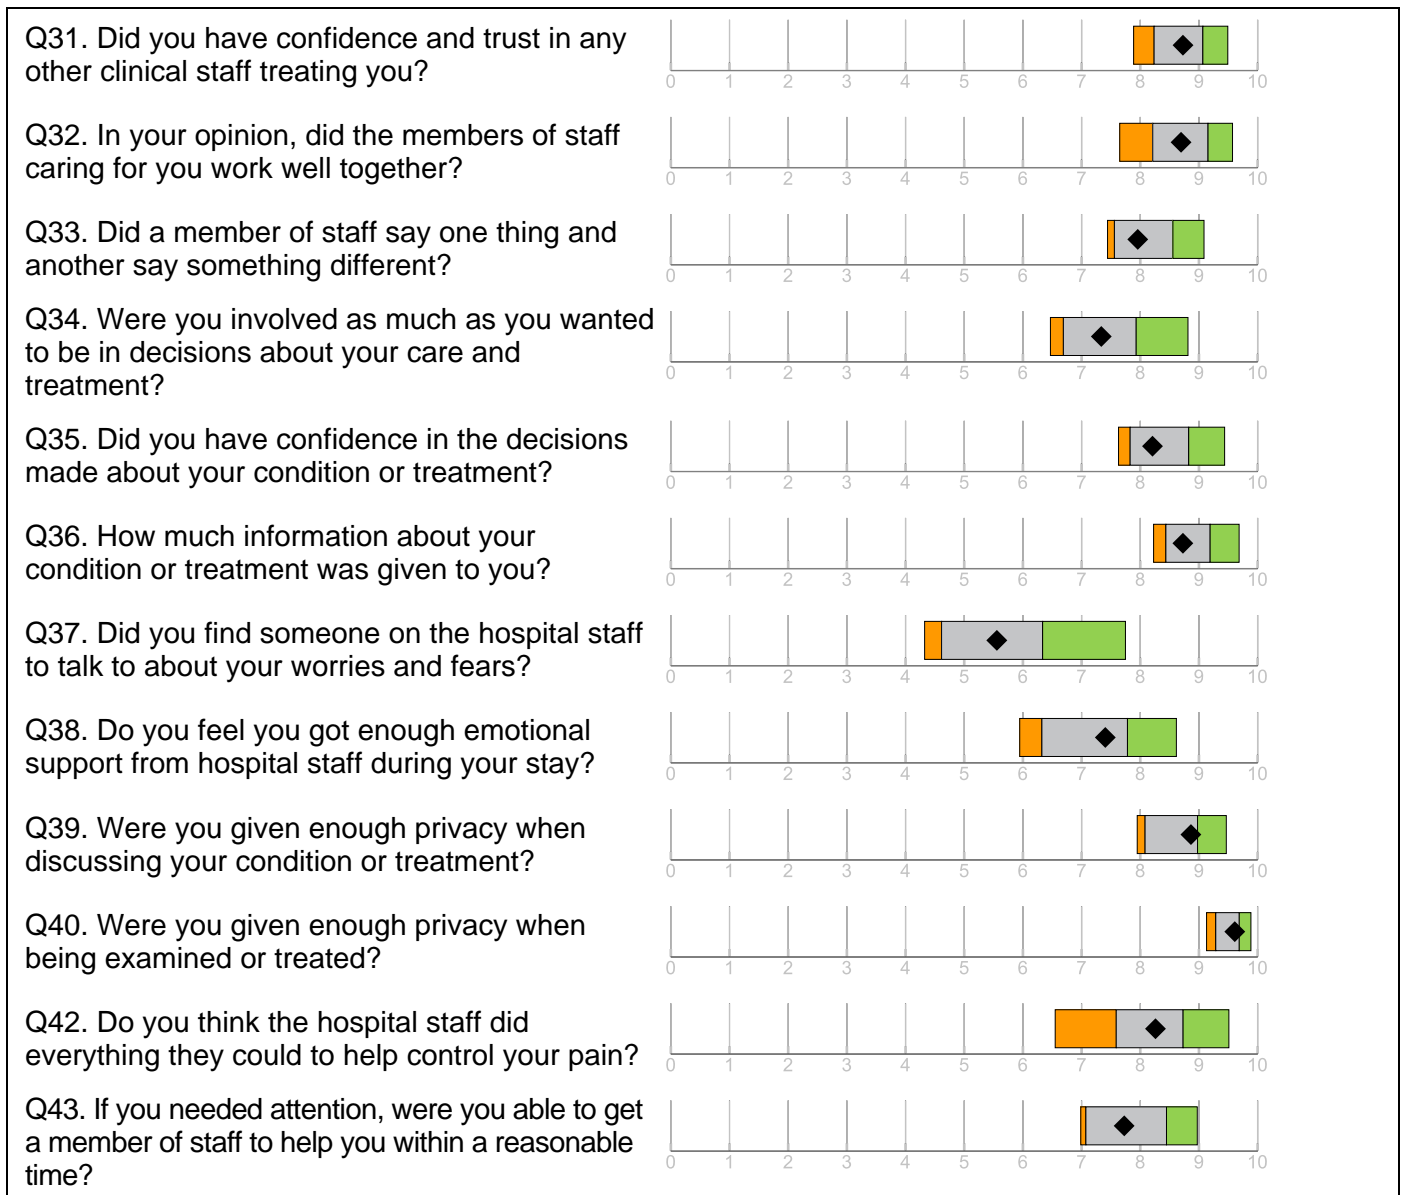 Q31. Did you have confidence and trust in any
other clinical staff treating you?
0 1 2 3 4 5 6 7 8 9 10
Q32. In your opinion, did the members of staff
caring for you work well together?
0 1 2 3 4 5 6 7 8 9 10
Q33. Did a member of staff say one thing and
another say something different?
0 1 2 3 4 5 6 7 8 9 10
Q34. Were you involved as much as you wanted
to be in decisions about your care and
treatment?
0 1 2 3 4 5 6 7 8 9 10
Q35. Did you have confidence in the decisions
made about your condition or treatment?
0 1 2 3 4 5 6 7 8 9 10
Q36. How much information about your
condition or treatment was given to you?
0 1 2 3 4 5 6 7 8 9 10
Q37. Did you find someone on the hospital staff
to talk to about your worries and fears?
0 1 2 3 4 5 6 7 8 9 10
Q38. Do you feel you got enough emotional
support from hospital staff during your stay?
0 1 2 3 4 5 6 7 8 9 10
Q39. Were you given enough privacy when
discussing your condition or treatment?
0 1 2 3 4 5 6 7 8 9 10
Q40. Were you given enough privacy when
being examined or treated?
0 1 2 3 4 5 6 7 8 9 10
Q42. Do you think the hospital staff did
everything they could to help control your pain?
0 1 2 3 4 5 6 7 8 9 10
Q43. If you needed attention, were you able to get
a member of staff to help you within a reasonable
time?
0 1 2 3 4 5 6 7 8 9 10